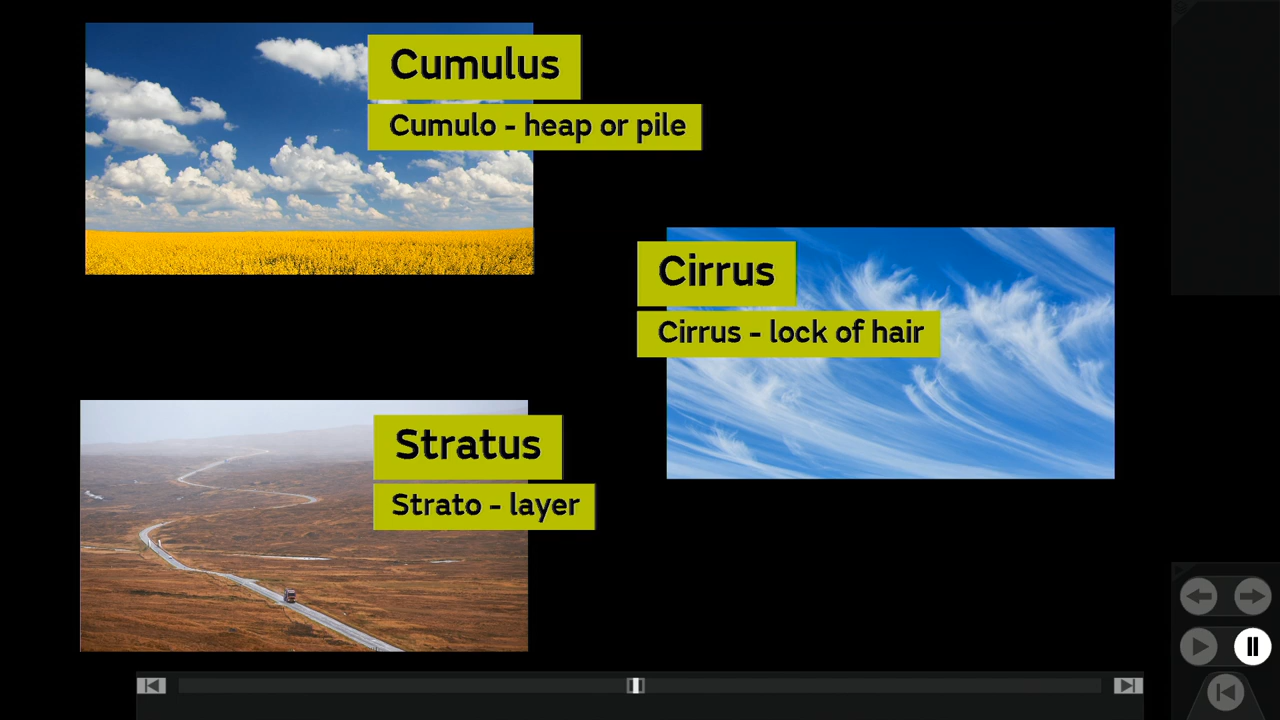 Cumulus
Cumulo - heap or pile
Cirrus
Cirrus - lock of hair
Stratus
Strato - layer